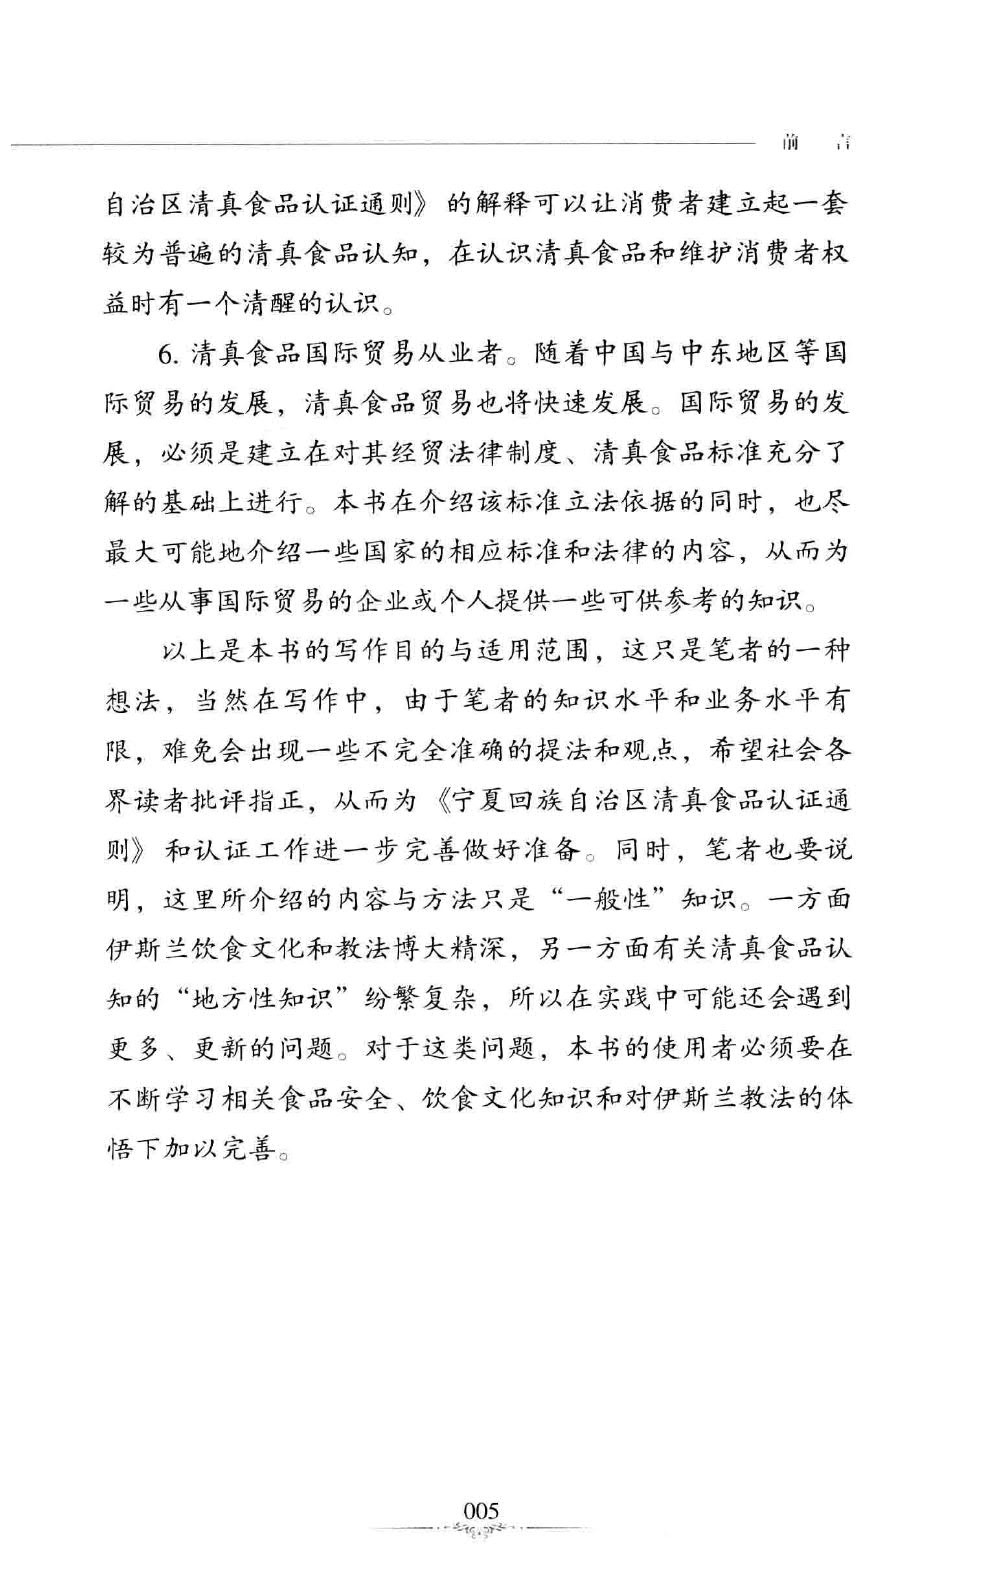 前 言
自治区清真食品认证通则》的解释可以让消费者建立起一套
较为普遍的清真食品认知，在认识清真食品和维护消费者权
益时有一个清醒的认识。
6. 清真食品国际贸易从业者。随着中国与中东地区等国
际贸易的发展，清真食品贸易也将快速发展。国际贸易的发
展，必须是建立在对其经贸法律制度、清真食品标准充分了
解的基础上进行。本书在介绍该标准立法依据的同时，也尽
最大可能地介绍一些国家的相应标准和法律的内容，从而为
一些从事国际贸易的企业或个人提供一些可供参考的知识。
以上是本书的写作目的与适用范围，这只是笔者的一种
想法，当然在写作中，由于笔者的知识水平和业务水平有
限，难免会出现一些不完全准确的提法和观点，希望社会各
界读者批评指正，从而为《宁夏回族自治区清真食品认证通
则》和认证工作进一步完善做好准备。同时，笔者也要说
明，这里所介绍的内容与方法只是“一般性”知识。一方面
伊斯兰饮食文化和教法博大精深，另一方面有关清真食品认
知的“地方性知识”纷繁复杂，所以在实践中可能还会遇到
更多、更新的问题。对于这类问题，本书的使用者必须要在
不断学习相关食品安全、饮食文化知识和对伊斯兰教法的体
悟下加以完善。
005